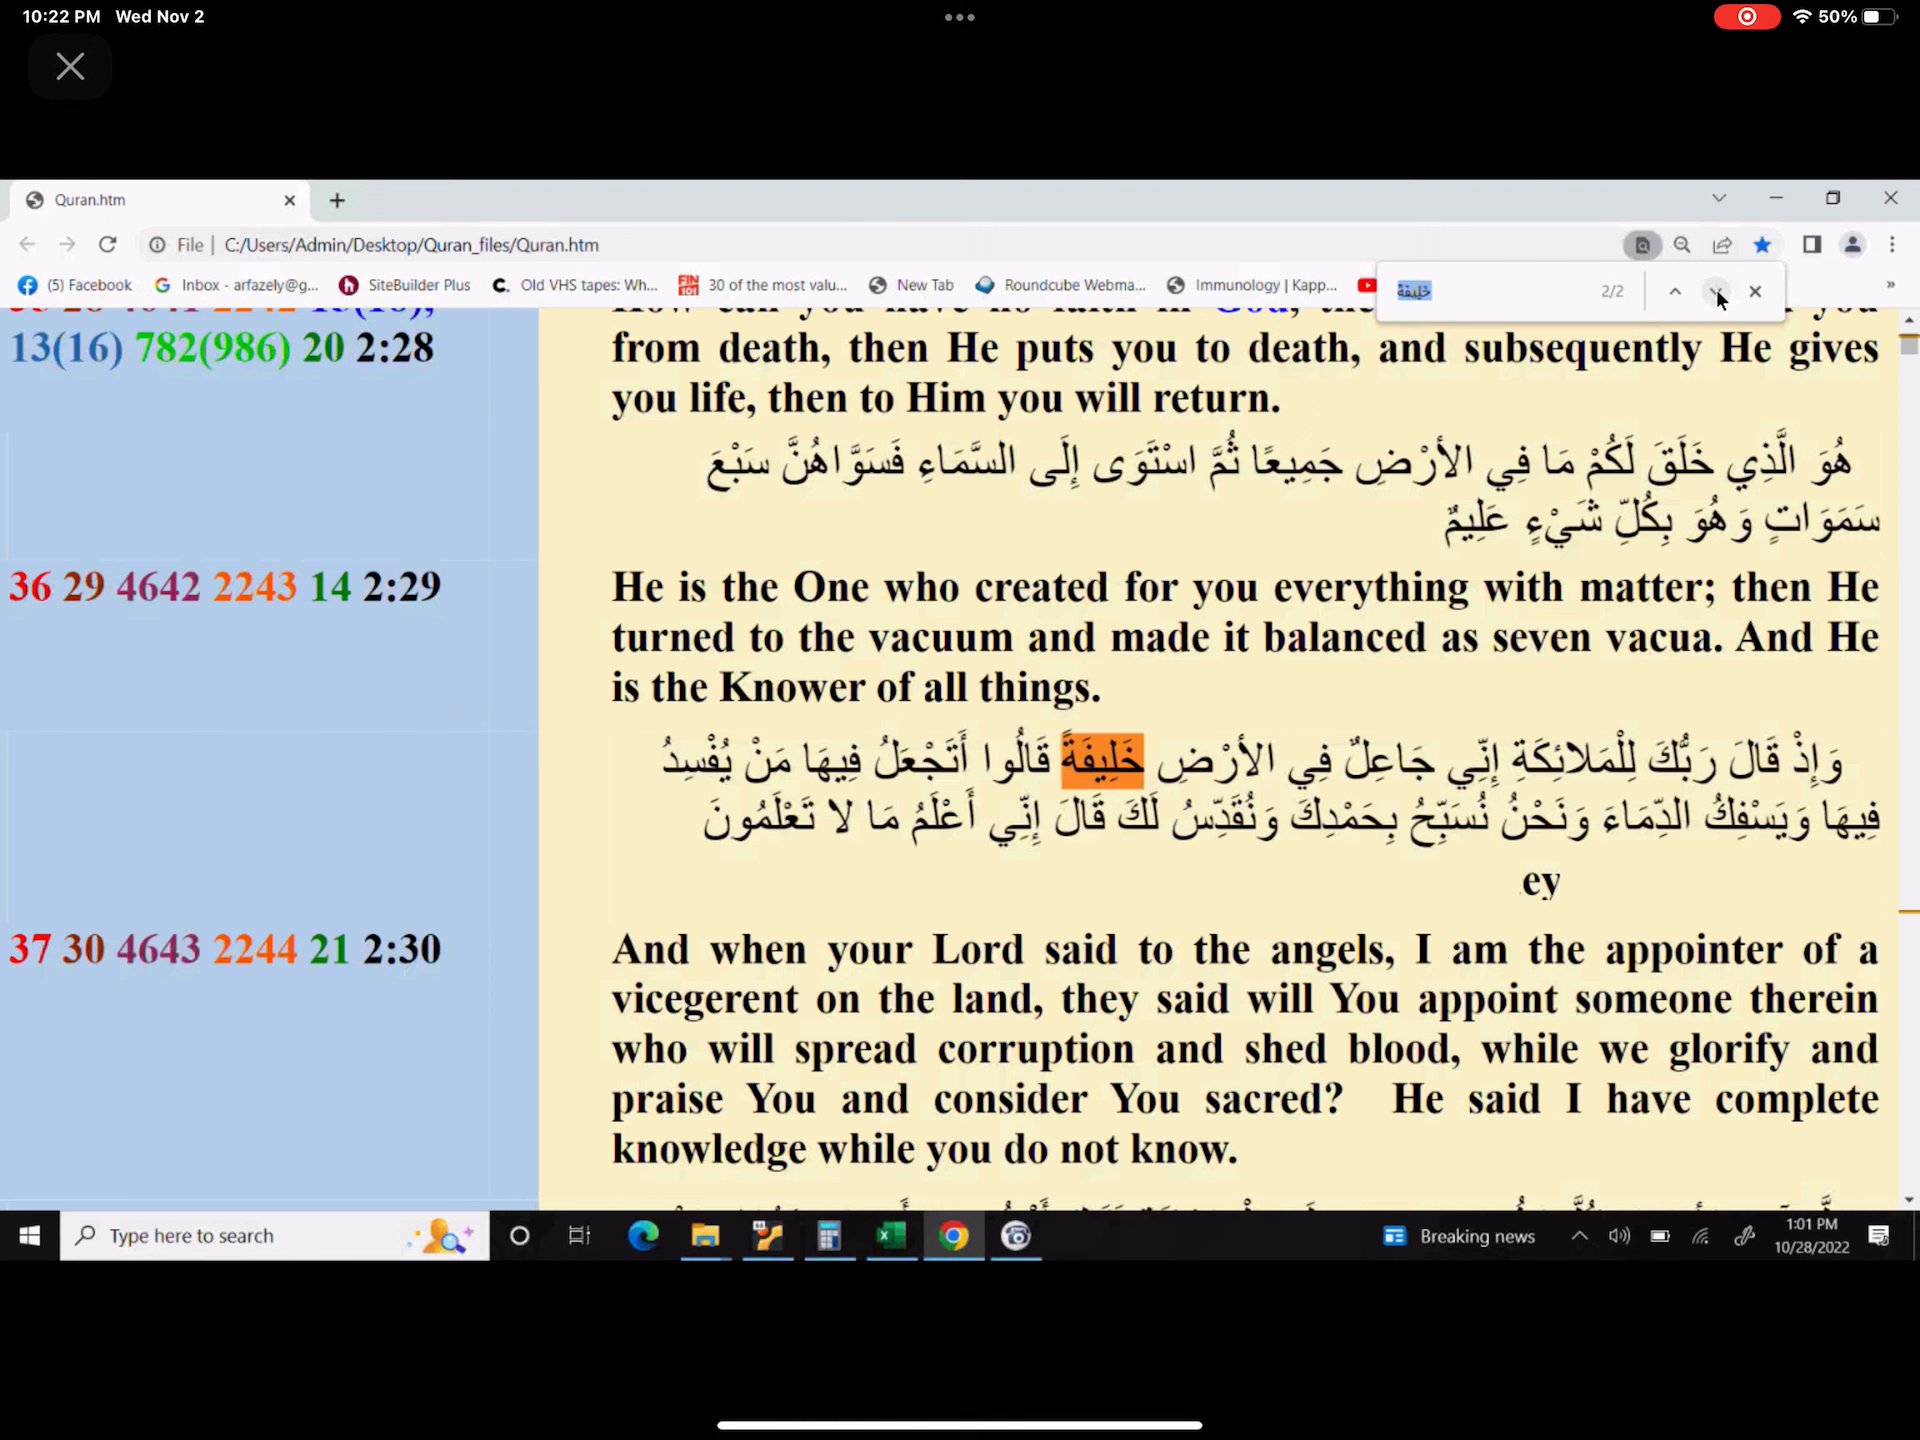 10:22 PM Wed Nov 2
50%
Quran.htm
File | C:/Users/Admin/Desktop/Quran_files/Quran.htm
(5) Facebook
Inbox - arfazely@g...
SiteBuilder Plus
Old VHS tapes: Wh...
30 of the most valu...
New Tab
Roundcube Webma...
Immunology | Kapp...
خليفة
2/2
13(16) 782(986) 20 2:28
from death, then He puts you to death, and subsequently He gives
you life, then to Him you will return.
هُوَ الَّذِي خَلَقَ لَكُمْ مَا فِي الأرْضِ جَمِيعًا ثُمَّ اسْتَوَى إِلَى السَّمَاءِ فَسَوَّاهُنَّ سَبْعَ
سَمَوَاتٍ وَهُوَ بِكُلِّ شَيْءٍ عَلِيمٌ
36 29 4642 2243 14 2:29
He is the One who created for you everything with matter; then He
turned to the vacuum and made it balanced as seven vacua. And He
is the Knower of all things.
وَإِذْ قَالَ رَبُّكَ لِلْمَلائِكَةِ إِنِّي جَاعِلٌ فِي الأرْضِ خَلِيفَةً قَالُوا أَتَجْعَلُ فِيهَا مَنْ يُفْسِدُ
فِيهَا وَيَسْفِكُ الدِّمَاءَ وَنَحْنُ نُسَبِّحُ بِحَمْدِكَ وَنُقَدِّسُ لَكَ قَالَ إِنِّي أَعْلَمُ مَا لا تَعْلَمُونَ
ey
37 30 4643 2244 21 2:30
And when your Lord said to the angels, I am the appointer of a
vicegerent on the land, they said will You appoint someone therein
who will spread corruption and shed blood, while we glorify and
praise You and consider You sacred? He said I have complete
knowledge while you do not know.
Type here to search
Breaking news
1:01 PM
10/28/2022